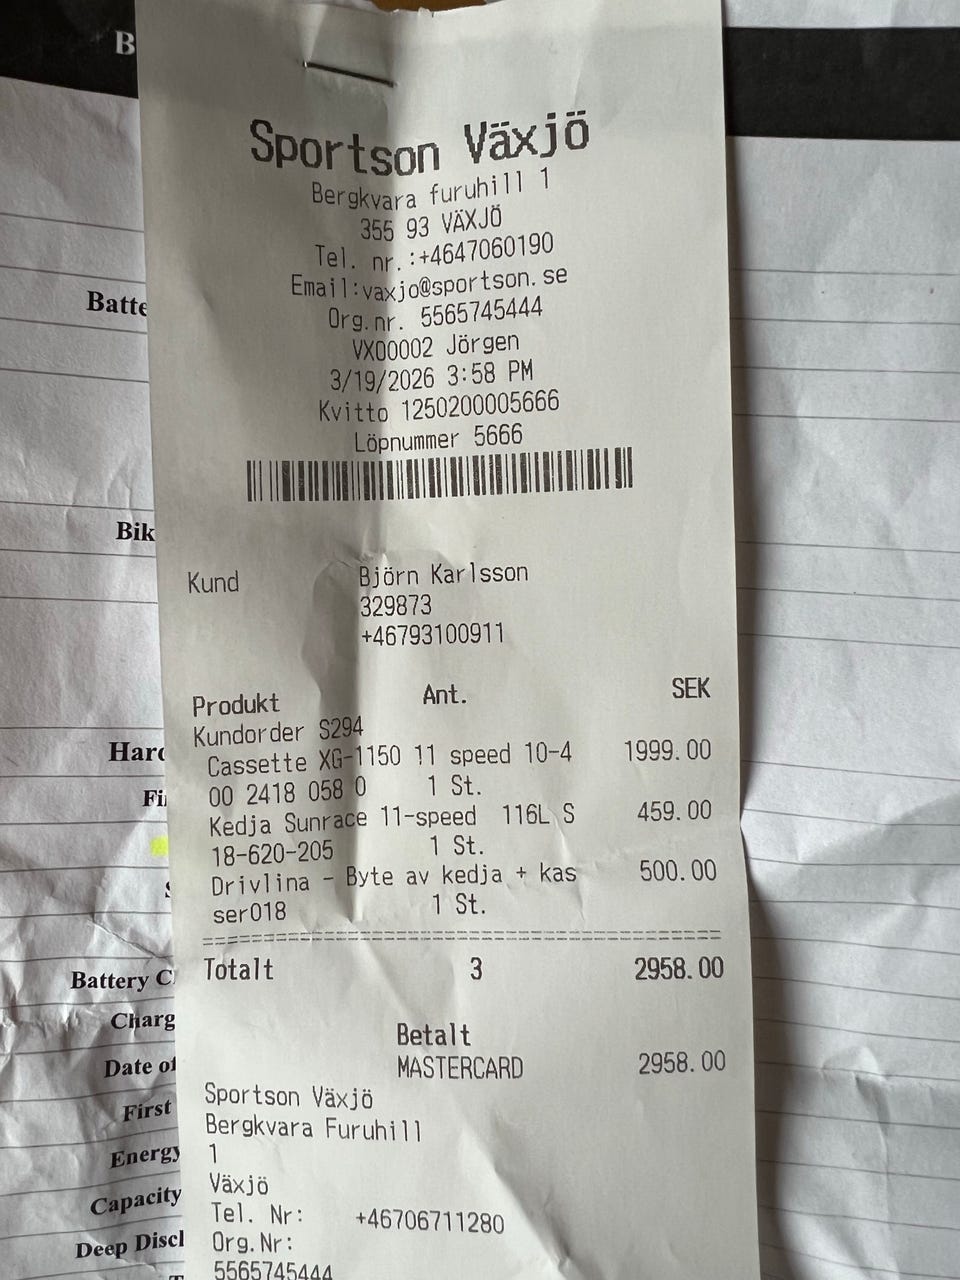 Sportson Växjö
Bergkvara furuhill 1
355 93 VÄXJÖ
Tel. nr.:+4647060190
Email:vaxjo@sportson.se
Org.nr. 5565745444
VX00002 Jörgen
3/19/2026 3:58 PM
Kvitto 1250200005666
Löpnummer 5666
Kund Björn Karlsson
329873
+46793100911
Produkt Ant. SEK
Kundorder S294
Cassette XG-1150 11 speed 10-4 1999.00
00 2418 058 0 1 St.
Kedja Sunrace 11-speed 116L S 459.00
18-620-205 1 St.
Drivlina - Byte av kedja + kas 500.00
ser018 1 St.
Totalt 3 2958.00
Betalt
MASTERCARD 2958.00
Sportson Växjö
Bergkvara Furuhill
1
Växjö
Tel. Nr: +46706711280
Org.Nr:
5565745444
B
Batte
Bik
Hard
Fi
Battery C
Charg
Date of
First
Energy
Capacity
Deep Discl